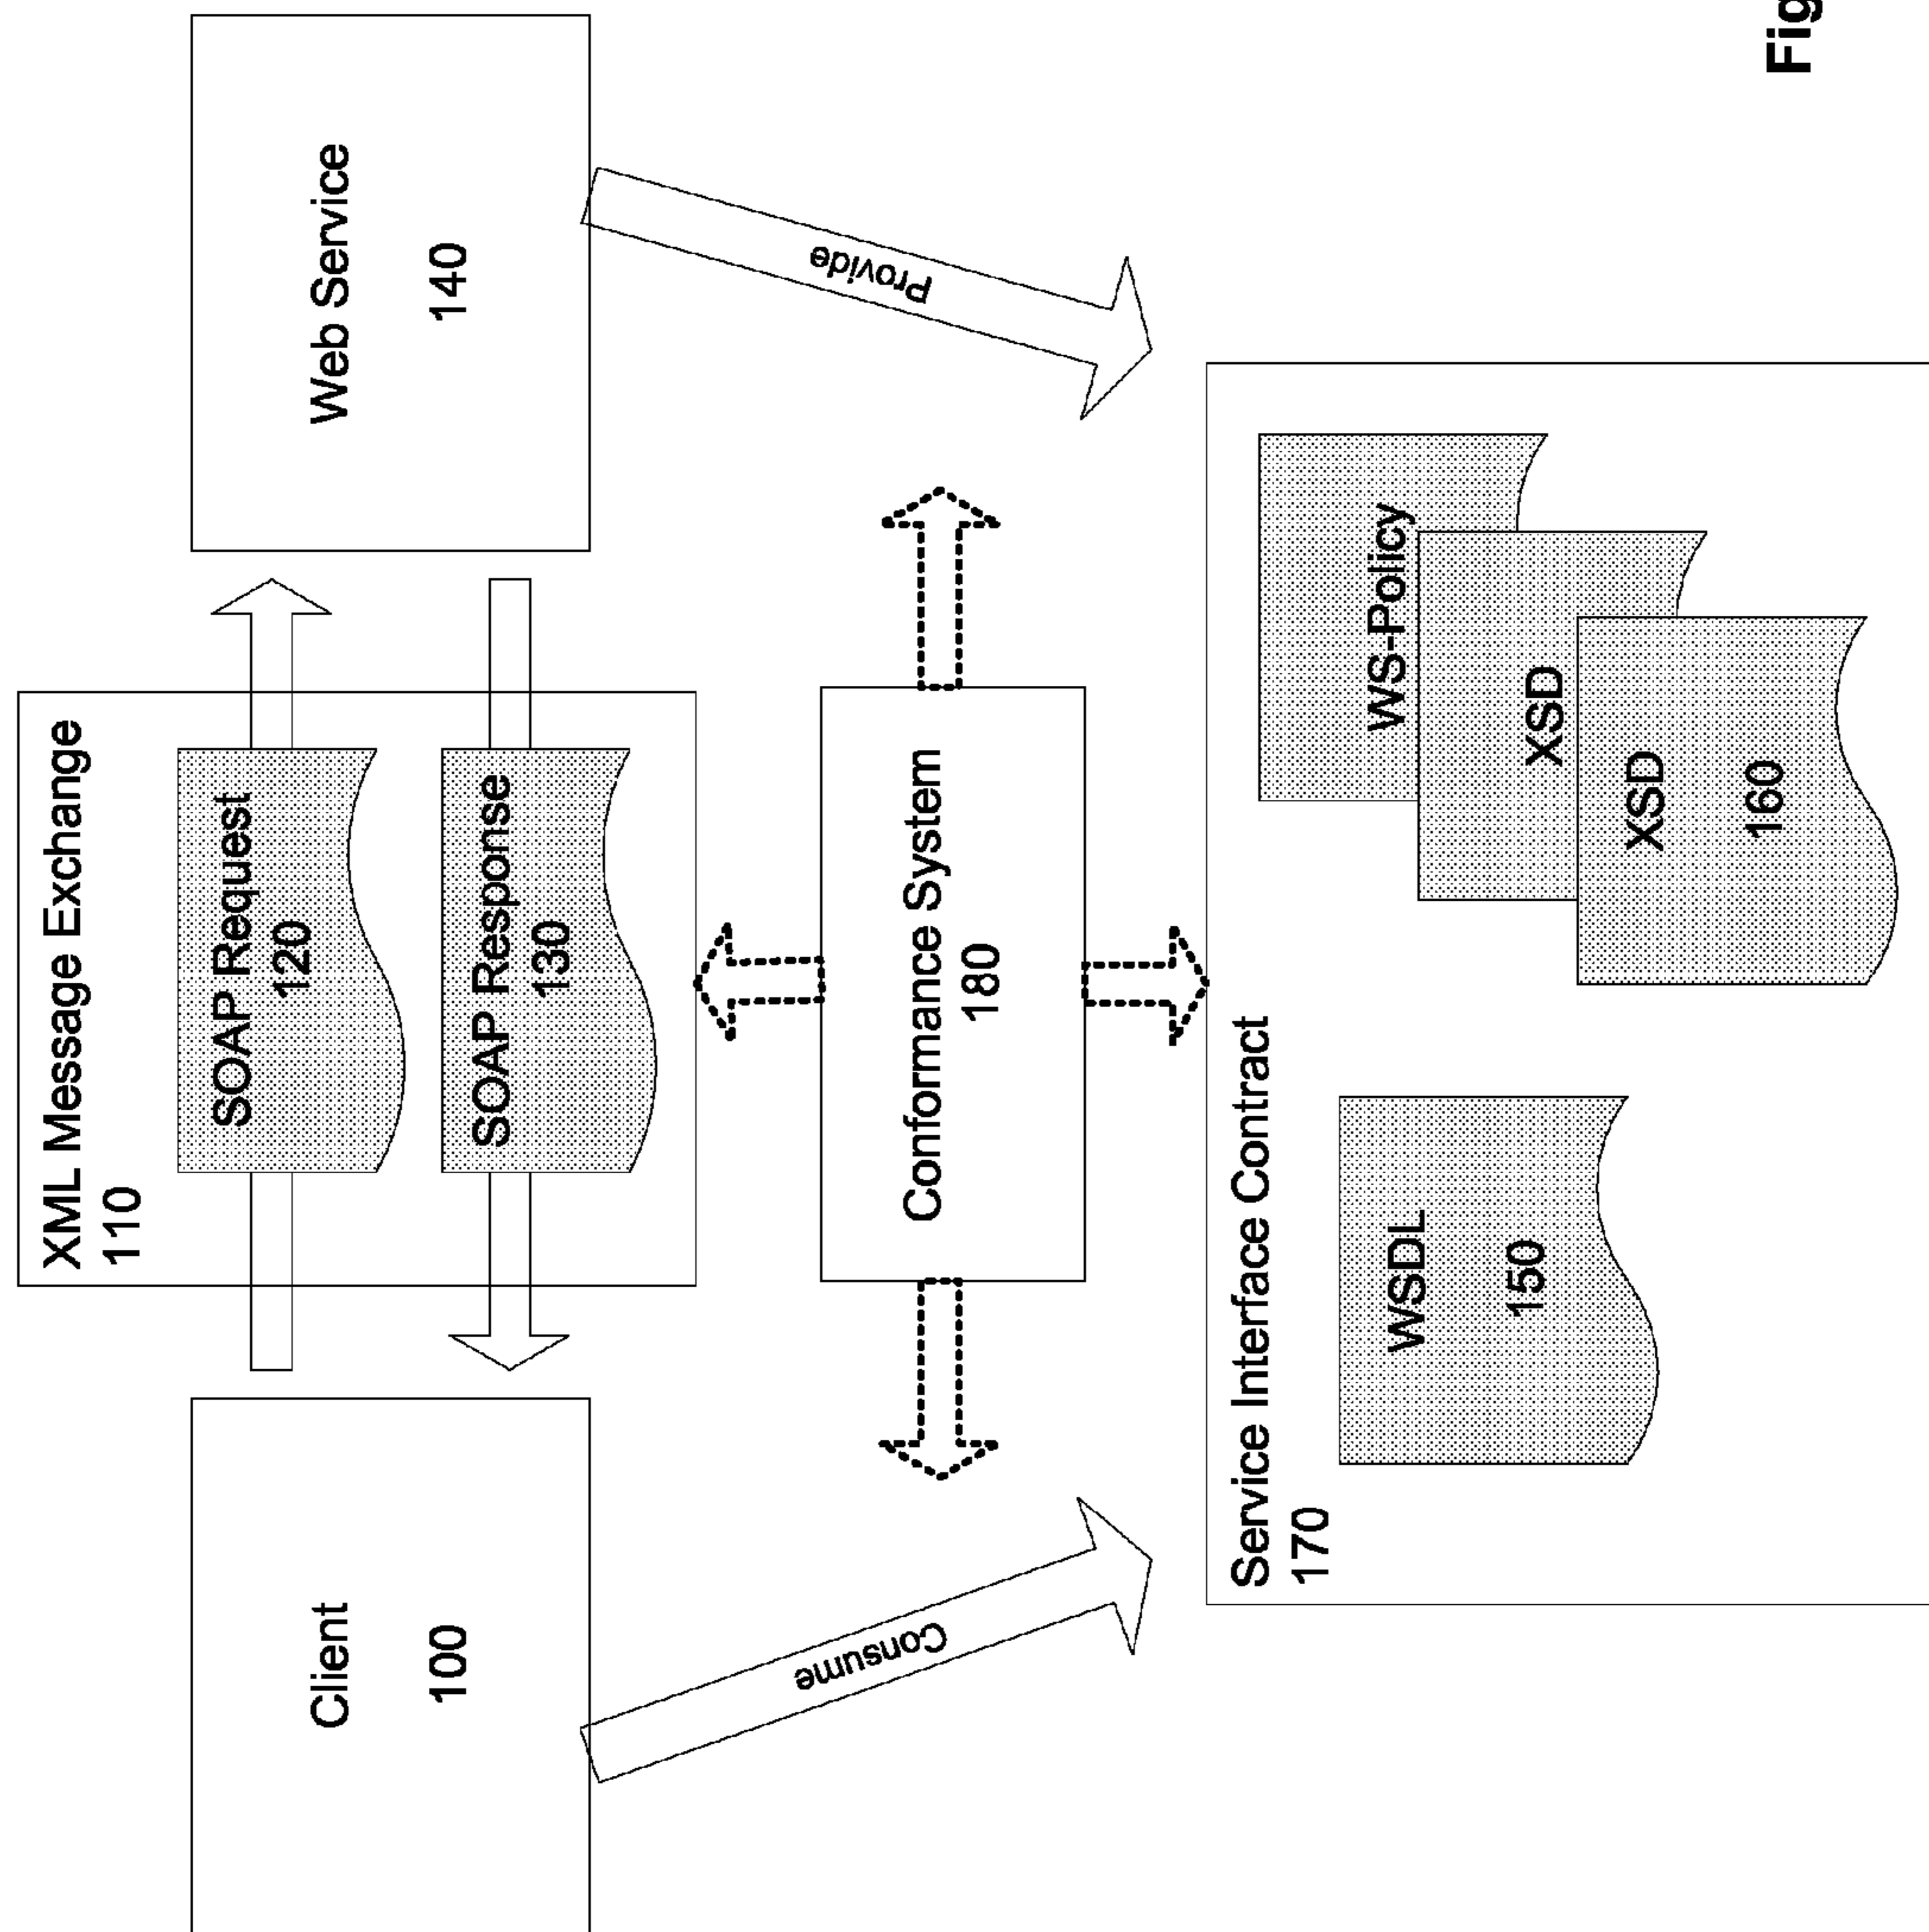 XML Message Exchange
110
Client
100
SOAP Request
120
SOAP Response
130
Web Service
140
Conformance System
180
Consume
Provide
Service Interface Contract
170
WSDL
150
WS-Policy
XSD
XSD
160
Fig